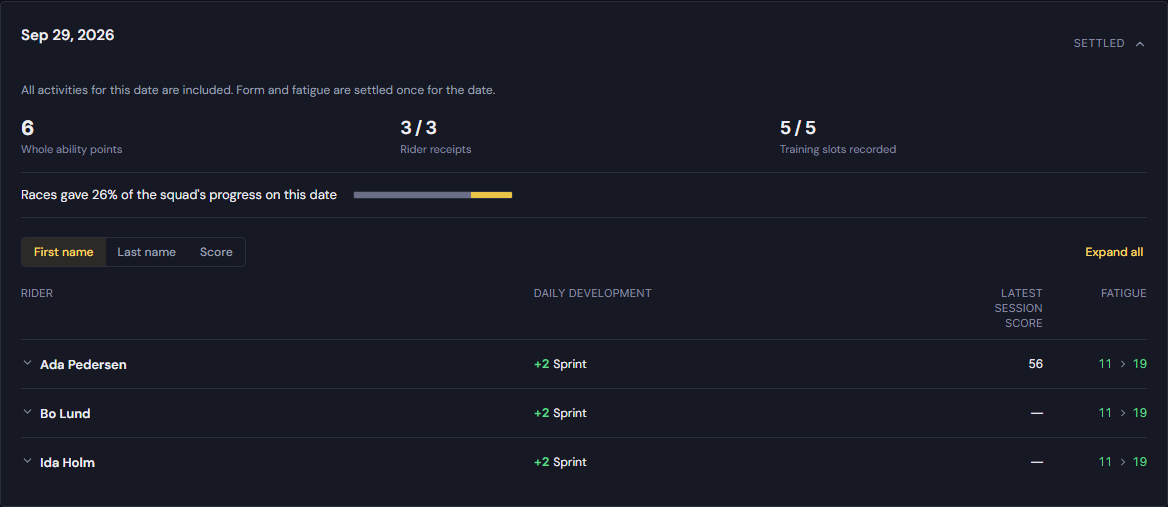 Sep 29, 2026
SETTLED
All activities for this date are included. Form and fatigue are settled once for the date.
6
Whole ability points
3 / 3
Rider receipts
5 / 5
Training slots recorded
Races gave 26% of the squad's progress on this date
First name Last name Score
Expand all
RIDER DAILY DEVELOPMENT LATEST SESSION SCORE FATIGUE
Ada Pedersen +2 Sprint 56 11 > 19
Bo Lund +2 Sprint — 11 > 19
Ida Holm +2 Sprint — 11 > 19